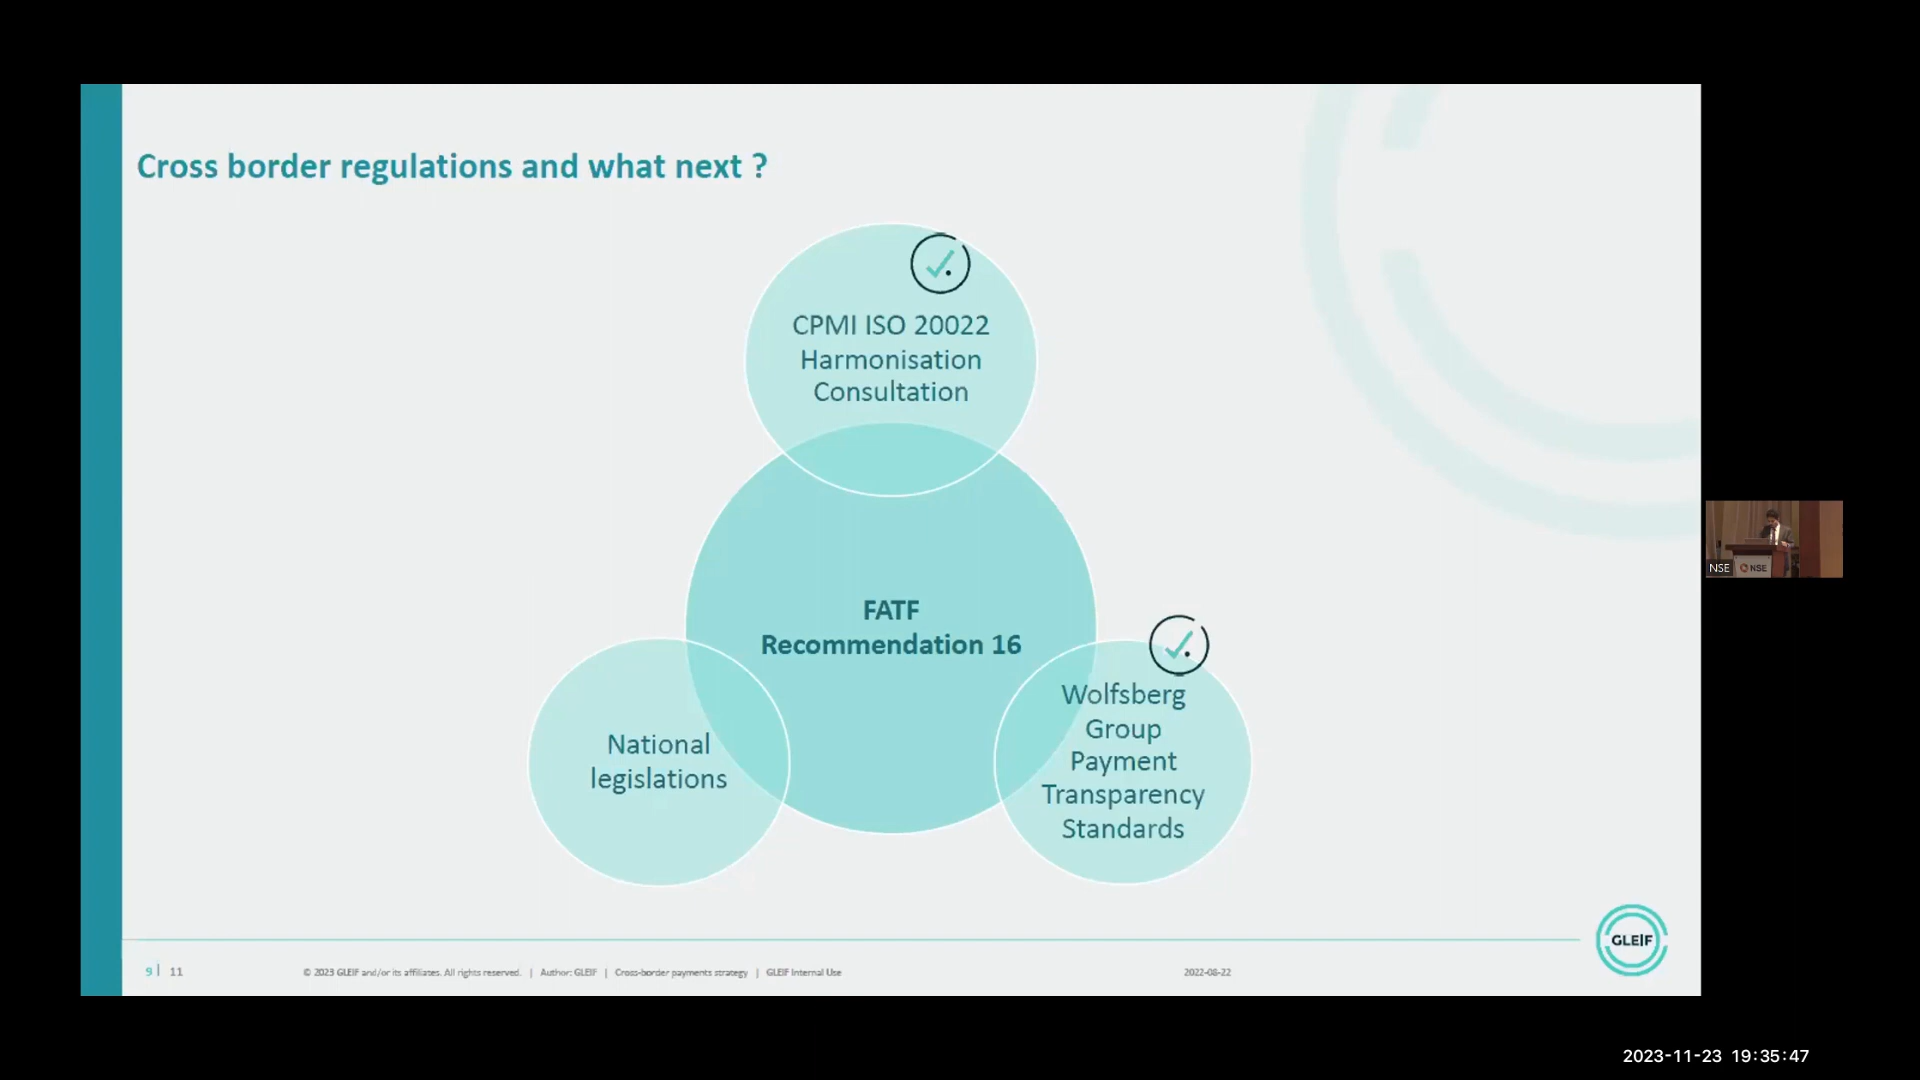 Cross border regulations and what next ?
CPMI ISO 20022
Harmonisation
Consultation
FATF
Recommendation 16
National
legislations
Wolfsberg
Group
Payment
Transparency
Standards
NSE
NSE
GLEIF
9 | 11
© 2023 GLEIF and/or its affiliates. All rights reserved. | Author: GLEIF | Cross-border payments strategy | GLEIF Internal Use
2022-08-22
2023-11-23 19:35:47